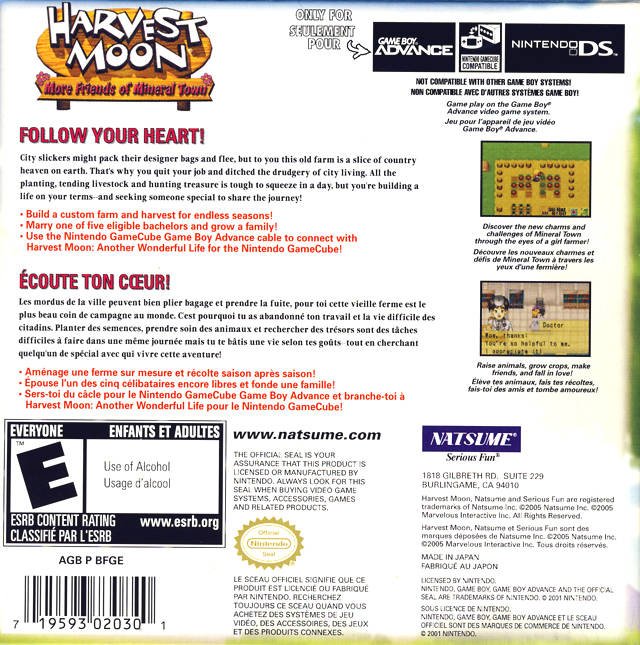 HARVEST MOON
More Friends of Mineral Town
ONLY FOR
SEULEMENT
POUR
GAME BOY
ADVANCE
NINTENDO GAMECUBE
COMPATIBLE
NINTENDO DS™
NOT COMPATIBLE WITH OTHER GAME BOY SYSTEMS!
NON COMPATIBLE AVEC D'AUTRES SYSTÈMES GAME BOY!
Game play on the Game Boy®
Advance video game system.
Jeu pour l'appareil de jeu vidéo
Game Boy® Advance.
FOLLOW YOUR HEART!
City slickers might pack their designer bags and flee, but to you this old farm is a slice of country
heaven on earth. That's why you quit your job and ditched the drudgery of city living. All the
planting, tending livestock and hunting treasure is tough to squeeze in a day, but you're building a
life on your terms–and seeking someone special to share the journey!
• Build a custom farm and harvest for endless seasons!
• Marry one of five eligible bachelors and grow a family!
• Use the Nintendo GameCube Game Boy Advance cable to connect with
Harvest Moon: Another Wonderful Life for the Nintendo GameCube!
Discover the new charms and
challenges of Mineral Town
through the eyes of a girl farmer!
Découvre les nouveaux charmes et
défis de Mineral Town à travers les
yeux d'une fermière!
ÉCOUTE TON CŒUR!
Les mordus de la ville peuvent bien plier bagage et prendre la fuite, pour toi cette vieille ferme est le
plus beau coin de campagne au monde. C'est pourquoi tu as abandonné ton travail et la vie difficile des
citadins. Planter des semences, prendre soin des animaux et rechercher des trésors sont des tâches
difficiles à faire dans une même journée mais tu te bâtis une vie selon tes goûts- tout en cherchant
quelqu'un de spécial avec qui vivre cette aventure!
• Aménage une ferme sur mesure et récolte saison après saison!
• Épouse l'un des cinq célibataires encore libres et fonde une famille!
• Sers-toi du câcle pour le Nintendo GameCube Game Boy Advance et branche-toi à
Harvest Moon: Another Wonderful Life pour le Nintendo GameCube!
Doctor
Wow, thanks!
You're so helpful to me.
I appreciate it!
Raise animals, grow crops, make
friends, and fall in love!
Élève tes animaux, fais tes récoltes,
fais-toi des amis et tombe amoureux!
EVERYONE ENFANTS ET ADULTES
E
™
Use of Alcohol
Usage d'alcool
ESRB CONTENT RATING www.esrb.org
CLASSIFIÉ PAR L'ESRB
AGB P BFGE
7 19593 02030 1
www.natsume.com
THE OFFICIAL SEAL IS YOUR
ASSURANCE THAT THIS PRODUCT IS
LICENSED OR MANUFACTURED BY
NINTENDO. ALWAYS LOOK FOR THIS
SEAL WHEN BUYING VIDEO GAME
SYSTEMS, ACCESSORIES, GAMES
AND RELATED PRODUCTS.
Official
Nintendo
Seal
LE SCEAU OFFICIEL SIGNIFIE QUE CE
PRODUIT EST LICENCIÉ OU FABRIQUÉ
PAR NINTENDO. RECHERCHEZ
TOUJOURS CE SCEAU QUAND VOUS
ACHETEZ DES SYSTÈMES DE JEU
VIDÉO, DES ACCESSOIRES, DES JEUX
ET DES PRODUITS CONNEXES.
NATSUME®
Serious Fun®
1818 GILBRETH RD. SUITE 229
BURLINGAME, CA 94010
Harvest Moon, Natsume and Serious Fun are registered
trademarks of Natsume Inc. ©2005 Natsume Inc. ©2005
Marvelous Interactive Inc. All Rights Reserved.
Harvest Moon, Natsume et Serious Fun sont des
marques déposées de Natsume Inc. ©2005 Natsume Inc.
©2005 Marvelous Interactive Inc. Tous droits réservés.
MADE IN JAPAN
FABRIQUÉ AU JAPON
LICENSED BY NINTENDO.
NINTENDO, GAME BOY, GAME BOY ADVANCE AND THE OFFICIAL
SEAL ARE TRADEMARKS OF NINTENDO. © 2001 NINTENDO.
SOUS LICENCE DE NINTENDO.
NINTENDO, GAME BOY, GAME BOY ADVANCE ET LE SCEAU
OFFICIEL SONT DES MARQUES DE COMMERCE DE NINTENDO.
© 2001 NINTENDO.